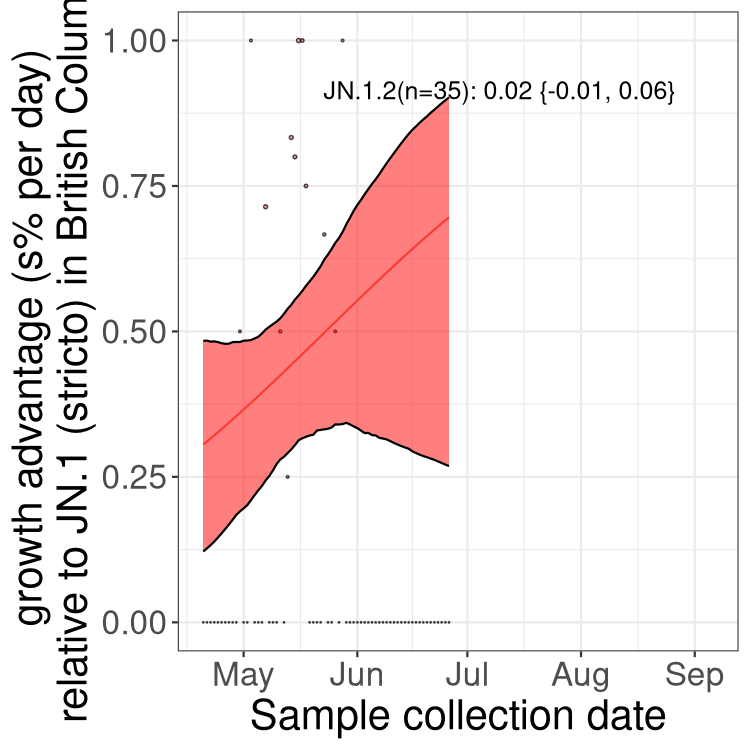 growth advantage (s% per day)
relative to JN.1 (stricto) in British Colum
1.00
0.75
0.50
0.25
0.00
JN.1.2(n=35): 0.02 {-0.01, 0.06}
May Jun Jul Aug Sep
Sample collection date